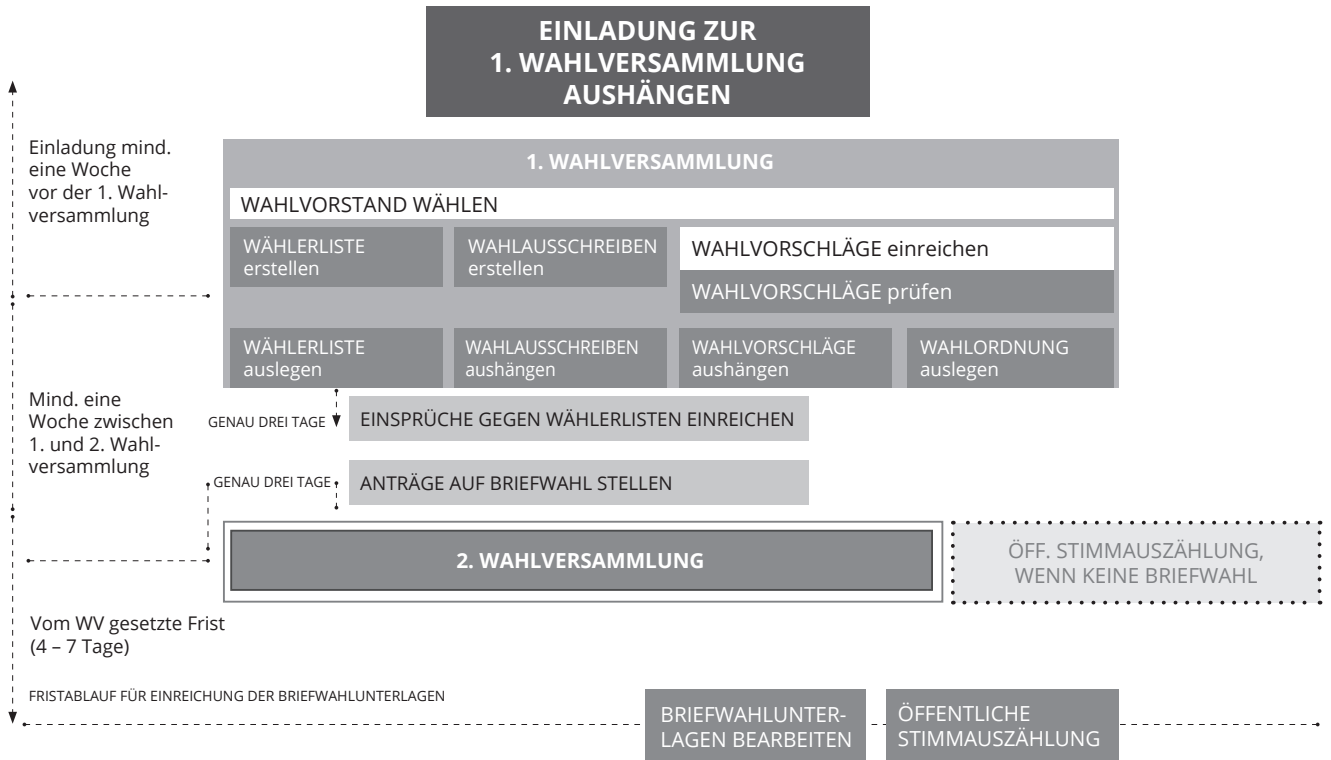 EINLADUNG ZUR
1. WAHLVERSAMMLUNG
AUSHÄNGEN
Einladung mind.
eine Woche
vor der 1. Wahl-
versammlung
1. WAHLVERSAMMLUNG
WAHLVORSTAND WÄHLEN
WÄHLERLISTE
erstellen
WAHLAUSSCHREIBEN
erstellen
WAHLVORSCHLÄGE einreichen
WAHLVORSCHLÄGE prüfen
WÄHLERLISTE
auslegen
WAHLAUSSCHREIBEN
aushängen
WAHLVORSCHLÄGE
aushängen
WAHLORDNUNG
auslegen
Mind. eine
Woche zwischen
1. und 2. Wahl-
versammlung
GENAU DREI TAGE
EINSPRÜCHE GEGEN WÄHLERLISTEN EINREICHEN
GENAU DREI TAGE
ANTRÄGE AUF BRIEFWAHL STELLEN
2. WAHLVERSAMMLUNG
ÖFF. STIMMAUSZÄHLUNG,
WENN KEINE BRIEFWAHL
Vom WV gesetzte Frist
(4 – 7 Tage)
FRISTABLAUF FÜR EINREICHUNG DER BRIEFWAHLUNTERLAGEN
BRIEFWAHLUNTER-
LAGEN BEARBEITEN
ÖFFENTLICHE
STIMMAUSZÄHLUNG